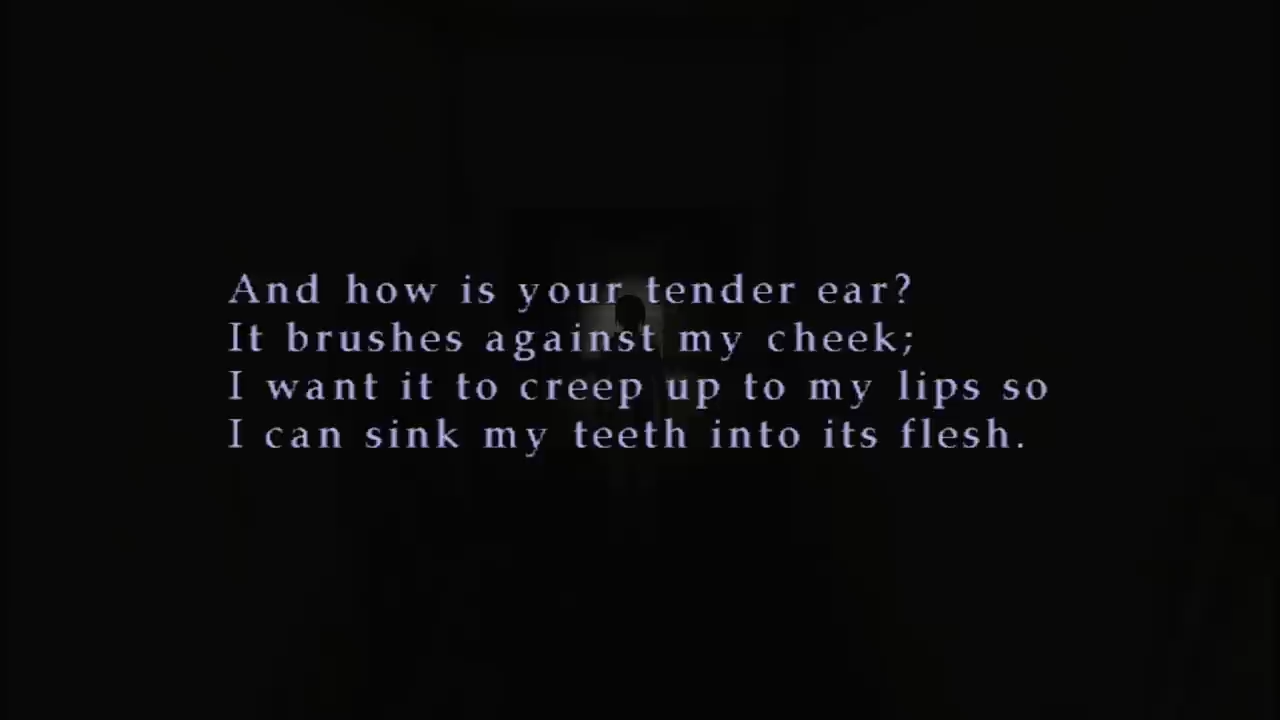 And how is your tender ear?
It brushes against my cheek;
I want it to creep up to my lips so
I can sink my teeth into its flesh.